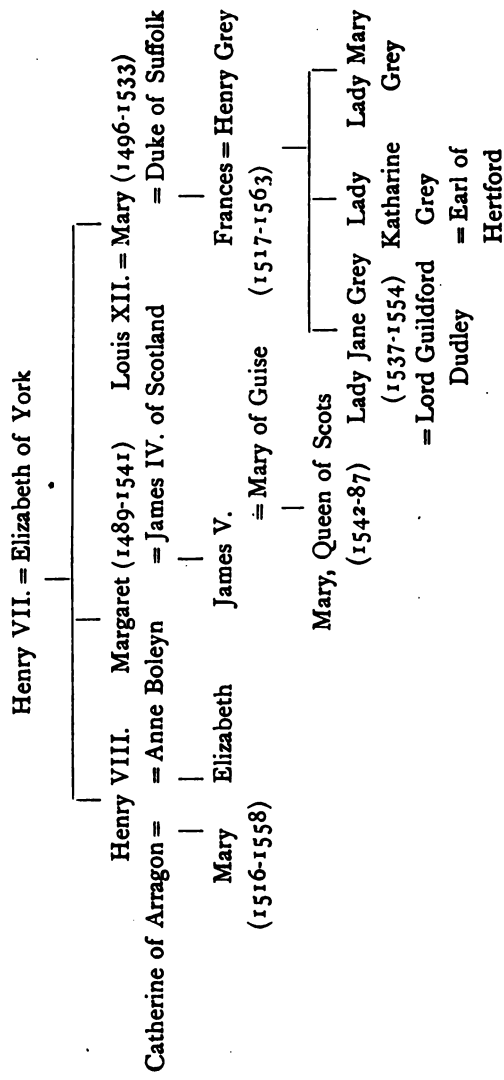 Henry VII. = Elizabeth of York
Henry VIII. Margaret (1489-1541) Louis XII. = Mary (1496-1533)
Catherine of Arragon = = Anne Boleyn = James IV. of Scotland = Duke of Suffolk
Mary Elizabeth James V. Frances = Henry Grey
(1516-1558) = Mary of Guise (1517-1563)
Mary, Queen of Scots Lady Jane Grey Lady Lady Mary
(1542-87) (1537-1554) Katharine Grey
= Lord Guildford Grey
Dudley = Earl of
Hertford